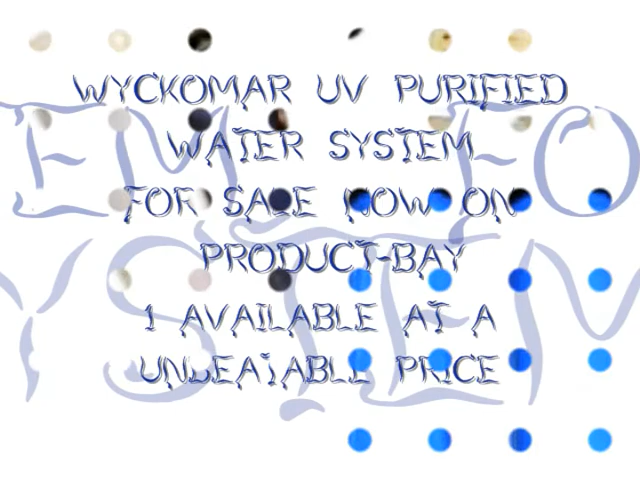 WYCKOMAR UV PURIFIED
WATER SYSTEM
FOR SALE NOW ON
PRODUCT-BAY
1 AVAILABLE AT A
UNBEATABLE PRICE